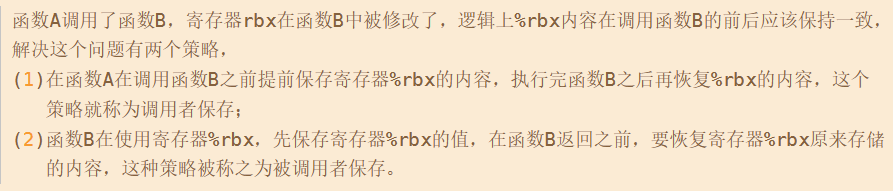 函数A调用了函数B，寄存器rbx在函数B中被修改了，逻辑上%rbx内容在调用函数B的前后应该保持一致，
解决这个问题有两个策略，
(1)在函数A在调用函数B之前提前保存寄存器%rbx的内容，执行完函数B之后再恢复%rbx的内容，这个
策略就称为调用者保存；
(2)函数B在使用寄存器%rbx，先保存寄存器%rbx的值，在函数B返回之前，要恢复寄存器%rbx原来存储
的内容，这种策略被称之为被调用者保存。